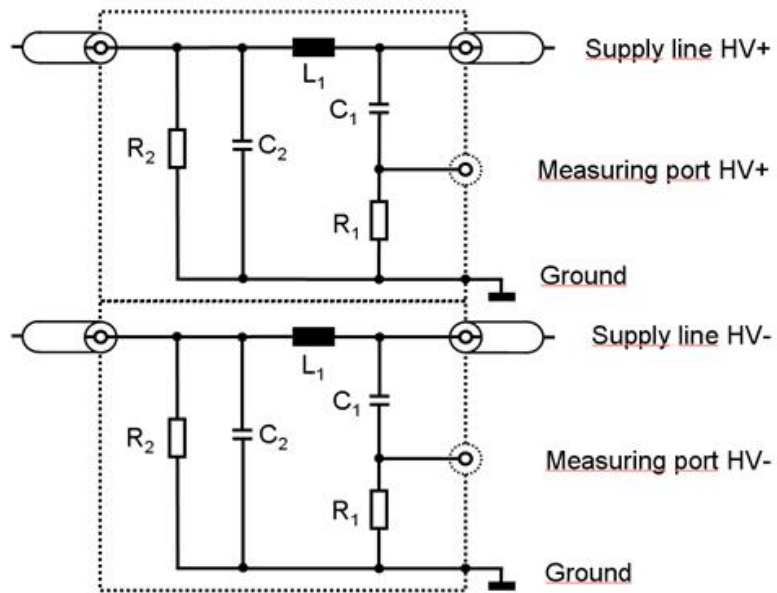 Supply line HV+
L1
C1
R2
C2
Measuring port HV+
R1
Ground
Supply line HV-
L1
C1
R2
C2
Measuring port HV-
R1
Ground